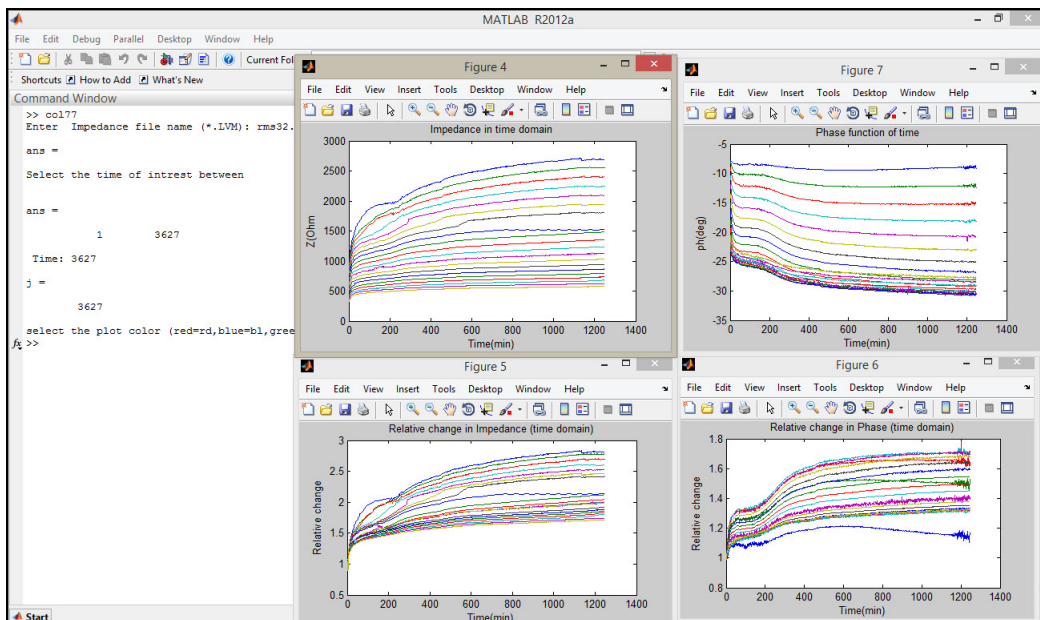 MATLAB R2012a
File Edit Debug Parallel Desktop Window Help
Current Fol
Shortcuts How to Add What's New
Command Window
>> col77
Enter Impedance file name (*.LVM): rms32.
ans =
Select the time of intrest between
ans =
1 3627
Time: 3627
j =
3627
select the plot color (red=rd,blue=bl,gree
fx >>
Start
Figure 4
File Edit View Insert Tools Desktop Window Help
Impedance in time domain
3000
2500
2000
1500
1000
500
0
Z(Ohm
0 200 400 600 800 1000 1200 1400
Time(min)
Figure 7
File Edit View Insert Tools Desktop Window Help
Phase function of time
-5
-10
-15
-20
-25
-30
-35
ph(deg)
0 200 400 600 800 1000 1200 1400
Time(min)
Figure 5
File Edit View Insert Tools Desktop Window Help
Relative change in Impedance (time domain)
3
2.5
2
1.5
1
0.5
Relative change
0 200 400 600 800 1000 1200 1400
Time(min)
Figure 6
File Edit View Insert Tools Desktop Window Help
Relative change in Phase (time domain)
1.8
1.6
1.4
1.2
1
0.8
Relative change
0 200 400 600 800 1000 1200 1400
Time(min)